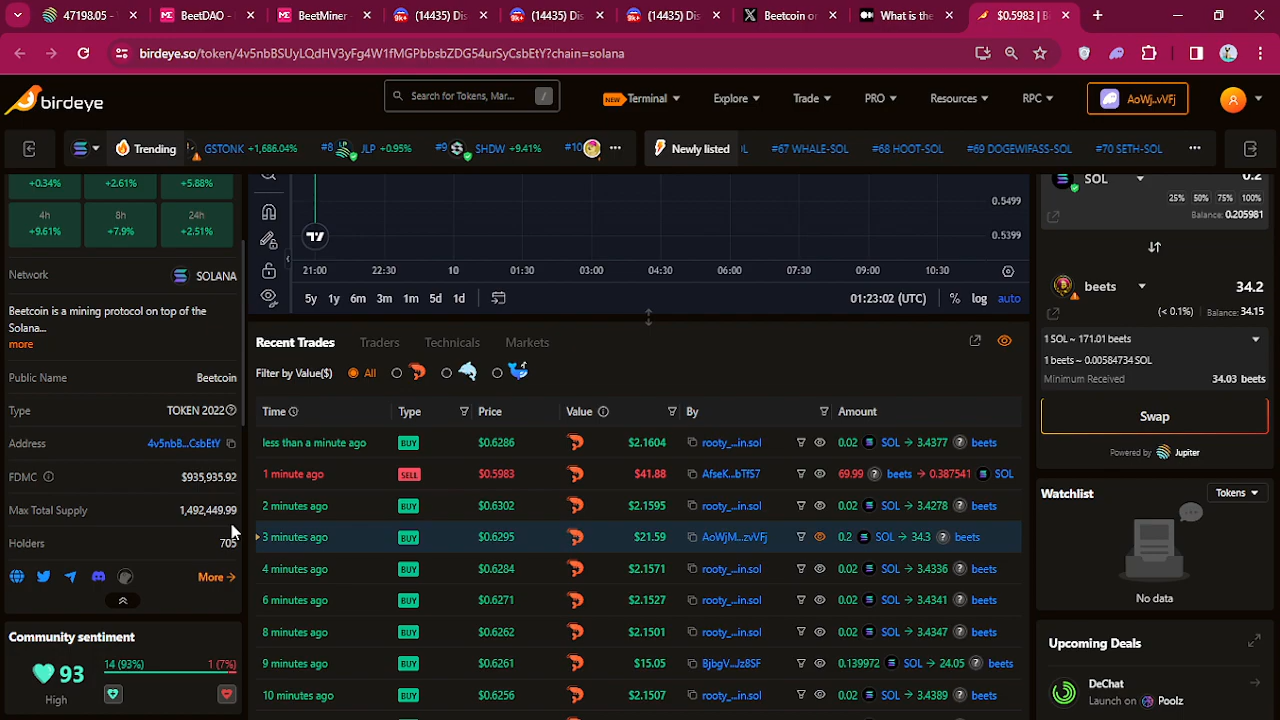 47198.05 -
BeetDAO -
BeetMiner
(14435) Dis
(14435) Dis
(14435) Dis
Beetcoin or
What is the
$0.5983 | B
birdeye.so/token/4v5nbBSUyLQdHV3yFg4W1fMGPbbsbZDG54urSyCsbEtY?chain=solana
birdeye
Search for Tokens, Mar...
/
NEW Terminal
Explore
Trade
PRO
Resources
RPC
AoWj..vVFj
Trending
GSTONK +1,686.04%
#8 JLP +0.95%
#9 SHDW +9.41%
#10
Newly listed
#67 WHALE-SOL
#68 HOOT-SOL
#69 DOGEWIFASS-SOL
#70 SETH-SOL
+0.34% +2.61% +5.88%
4h 8h 24h
+9.61% +7.9% +2.51%
Network SOLANA
Beetcoin is a mining protocol on top of the
Solana...
more
Public Name Beetcoin
Type TOKEN 2022
Address 4v5nbB...CsbEtY
FDMC $935,935.92
Max Total Supply 1,492,449.99
Holders 705
More
Community sentiment
93
High
14 (93%) 1 (7%)
0.5499
0.5399
21:00 22:30 10 01:30 03:00 04:30 06:00 07:30 09:00 10:30
5y 1y 6m 3m 1m 5d 1d
01:23:02 (UTC) % log auto
Recent Trades Traders Technicals Markets
Filter by Value($) All
Time Type Price Value By Amount
less than a minute ago BUY $0.6286 $2.1604 rooty_...in.sol 0.02 SOL → 3.4377 ? beets
1 minute ago SELL $0.5983 $41.88 AfseK...bTfS7 69.99 ? beets → 0.387541 SOL
2 minutes ago BUY $0.6302 $2.1659 rooty_...in.sol 0.02 SOL → 3.4278 ? beets
3 minutes ago BUY $0.6295 $21.59 AoWjM...zvVFj 0.2 SOL → 34.3 ? beets
4 minutes ago BUY $0.6284 $2.1571 rooty_...in.sol 0.02 SOL → 3.4336 ? beets
6 minutes ago BUY $0.6271 $2.1527 rooty_...in.sol 0.02 SOL → 3.4341 ? beets
8 minutes ago BUY $0.6262 $2.1501 rooty_...in.sol 0.02 SOL → 3.4347 ? beets
9 minutes ago BUY $0.6261 $15.05 BjbgV...Jz8SF 0.139972 SOL → 24.05 ? beets
10 minutes ago BUY $0.6256 $2.1507 rooty_...in.sol 0.02 SOL → 3.4389 ? beets
SOL 0.2
25% 50% 75% 100%
Balance: 0.205981
beets 34.2
(< 0.1%) Balance: 34.15
1 SOL ~ 171.01 beets
1 beets ~ 0.00584734 SOL
Minimum Received 34.03 beets
Swap
Powered by Jupiter
Watchlist Tokens
No data
Upcoming Deals
DeChat
Launch on Poolz